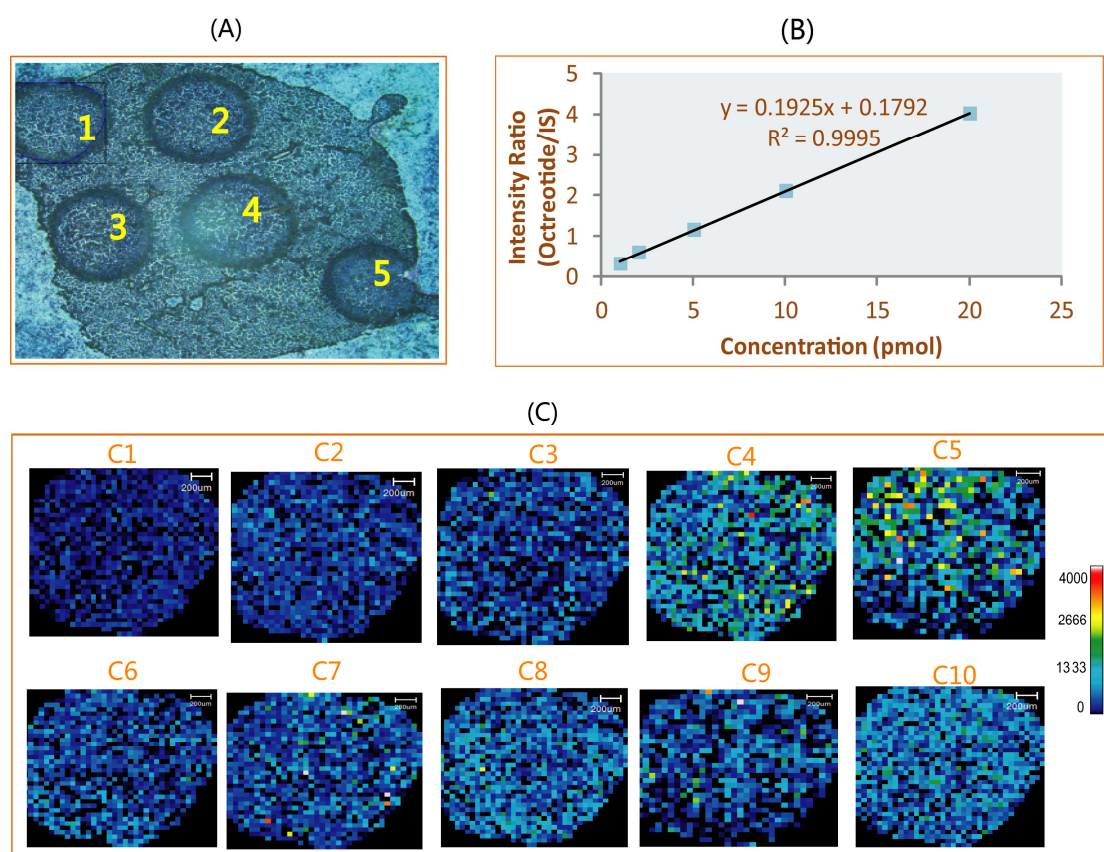 (A)
1
2
3
4
5
(B)
y = 0.1925x + 0.1792
R² = 0.9995
Intensity Ratio
(Octreotide/IS)
5
4
3
2
1
0
0 5 10 15 20 25
Concentration (pmol)
(C)
C1 C2 C3 C4 C5
200um 200um 200um 200um 200um
4000
2666
1333
0
C6 C7 C8 C9 C10
200um 200um 200um 200um 200um